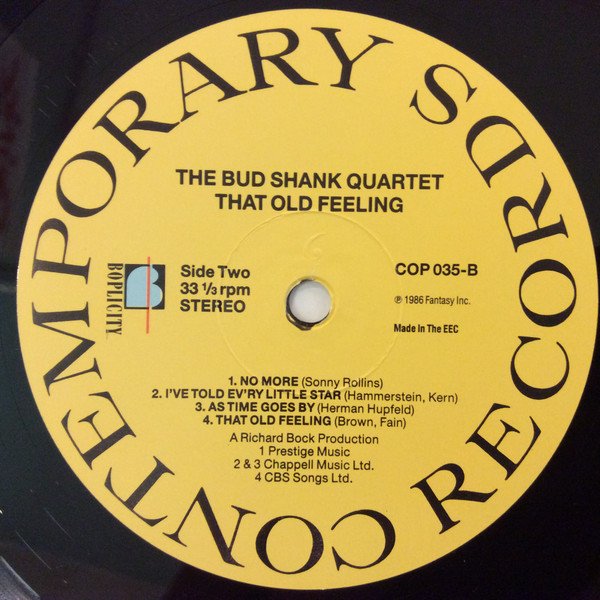 CONTEMPORARY RECORDS
THE BUD SHANK QUARTET
THAT OLD FEELING
BOPLICITY
Side Two
33 ⅓ rpm
STEREO
COP 035-B
℗ 1986 Fantasy Inc.
Made In The EEC
1. NO MORE (Sonny Rollins)
2. I'VE TOLD EV'RY LITTLE STAR (Hammerstein, Kern)
3. AS TIME GOES BY (Herman Hupfeld)
4. THAT OLD FEELING (Brown, Fain)
A Richard Bock Production
1 Prestige Music
2 & 3 Chappell Music Ltd.
4 CBS Songs Ltd.